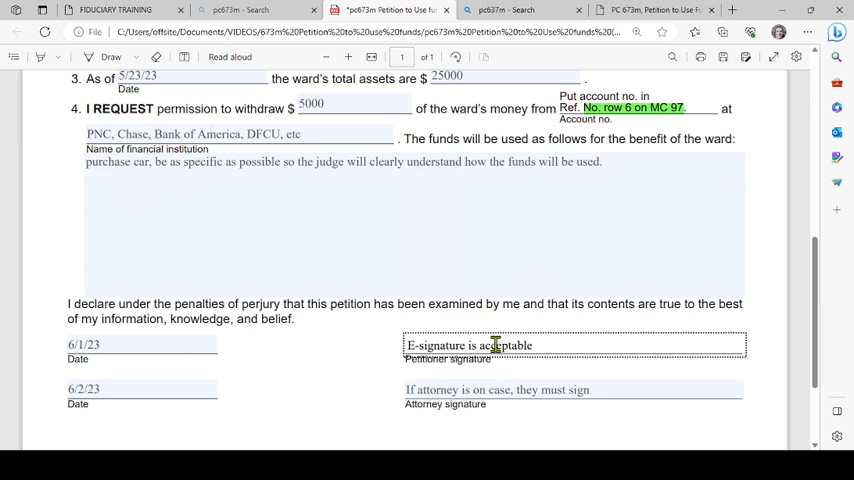 FIDUCIARY TRAINING
pc673m - Search
*pc673m Petition to Use fun
pc637m - Search
PC 673m, Petition to Use Fu
File
C:/Users/offsite/Documents/VIDEOS/673m%20Petition%20to%20use%20funds/pc673m%20Petition%20to%20Use%20funds%20(...
Draw
Read aloud
1 of 1
3. As of 5/23/23 the ward's total assets are $ 25000 .
Date
4. I REQUEST permission to withdraw $ 5000 of the ward's money from Put account no. in Ref. No. row 6 on MC 97. at
Account no.
PNC, Chase, Bank of America, DFCU, etc . The funds will be used as follows for the benefit of the ward:
Name of financial institution
purchase car, be as specific as possible so the judge will clearly understand how the funds will be used.
I declare under the penalties of perjury that this petition has been examined by me and that its contents are true to the best
of my information, knowledge, and belief.
6/1/23 E-signature is acceptable
Date Petitioner signature
6/2/23 If attorney is on case, they must sign
Date Attorney signature